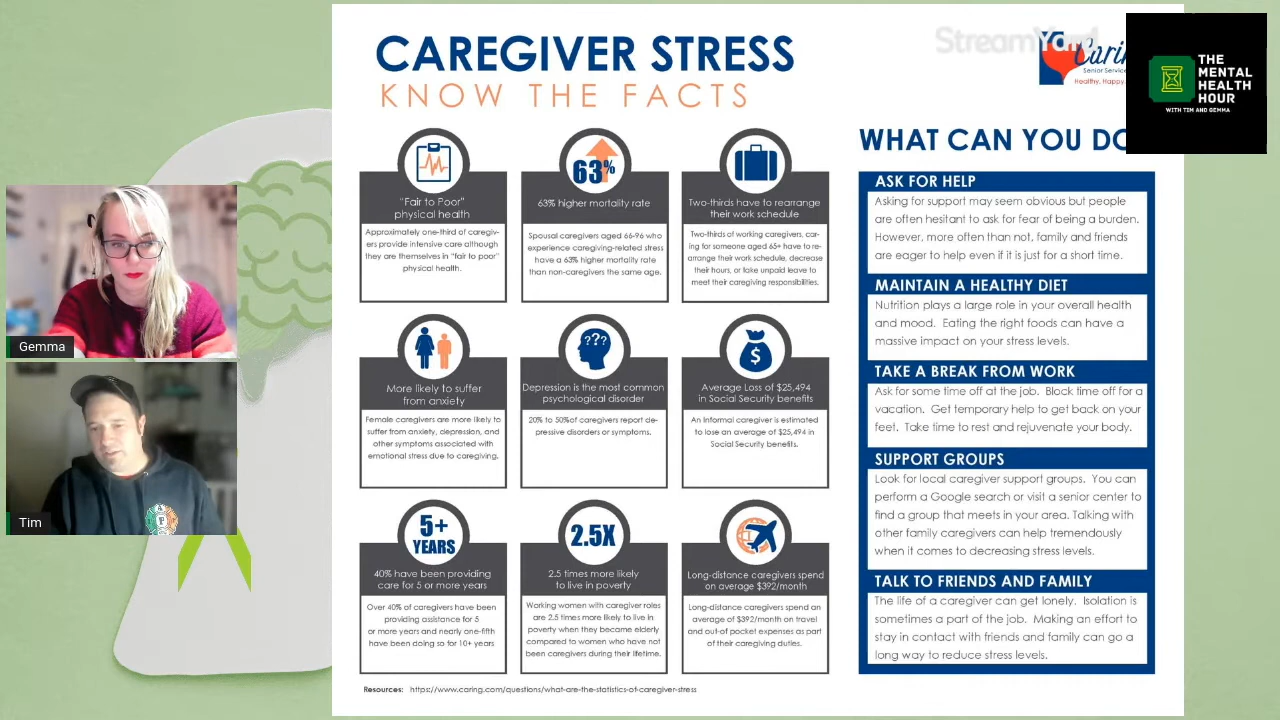 CAREGIVER STRESS
KNOW THE FACTS
"Fair to Poor"
physical health
Approximately one-third of caregiv-
ers provide intensive care although
they are themselves in "fair to poor"
physical health.
63%
63% higher mortality rate
Spousal caregivers aged 66-96 who
experience caregiving-related stress
have a 63% higher mortality rate
than non-caregivers the same age.
Two-thirds have to rearrange
their work schedule
Two-thirds of working caregivers, car-
ing for someone aged 65+ have to re-
arrange their work schedule, decrease
their hours, or take unpaid leave to
meet their caregiving responsibilities.
More likely to suffer
from anxiety
Female caregivers are more likely to
suffer from anxiety, depression, and
other symptoms associated with
emotional stress due to caregiving.
???
Depression is the most common
psychological disorder
20% to 50%of caregivers report de-
pressive disorders or symptoms.
$
Average Loss of $25,494
in Social Security benefits
An informal caregiver is estimated
to lose an average of $25,494 in
Social Security benefits.
5+
YEARS
40% have been providing
care for 5 or more years
Over 40% of caregivers have been
providing assistance for 5
or more years and nearly one-fifth
have been doing so for 10+ years
2.5X
2.5 times more likely
to live in poverty
Working women with caregiver roles
are 2.5 times more likely to live in
poverty when they became elderly
compared to women who have not
been caregivers during their lifetime.
Long-distance caregivers spend
on average $392/month
Long-distance caregivers spend an
average of $392/month on travel
and out-of pocket expenses as part
of their caregiving duties.
Resources: https://www.caring.com/questions/what-are-the-statistics-of-caregiver-stress
StreamYard
Senior Service
Healthy. Happy.
THE
MENTAL
HEALTH
HOUR
WITH TIM AND GEMMA
WHAT CAN YOU DO
ASK FOR HELP
Asking for support may seem obvious but people
are often hesitant to ask for fear of being a burden.
However, more often than not, family and friends
are eager to help even if it is just for a short time.
MAINTAIN A HEALTHY DIET
Nutrition plays a large role in your overall health
and mood. Eating the right foods can have a
massive impact on your stress levels.
TAKE A BREAK FROM WORK
Ask for some time off at the job. Block time off for a
vacation. Get temporary help to get back on your
feet. Take time to rest and rejuvenate your body.
SUPPORT GROUPS
Look for local caregiver support groups. You can
perform a Google search or visit a senior center to
find a group that meets in your area. Talking with
other family caregivers can help tremendously
when it comes to decreasing stress levels.
TALK TO FRIENDS AND FAMILY
The life of a caregiver can get lonely. Isolation is
sometimes a part of the job. Making an effort to
stay in contact with friends and family can go a
long way to reduce stress levels.
Gemma
Tim